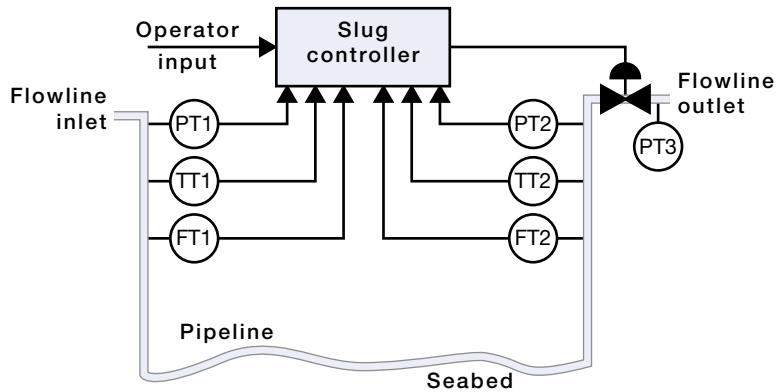 Operator
input
Slug
controller
Flowline
inlet
Flowline
outlet
PT1
PT2
PT3
TT1
TT2
FT1
FT2
Pipeline
Seabed